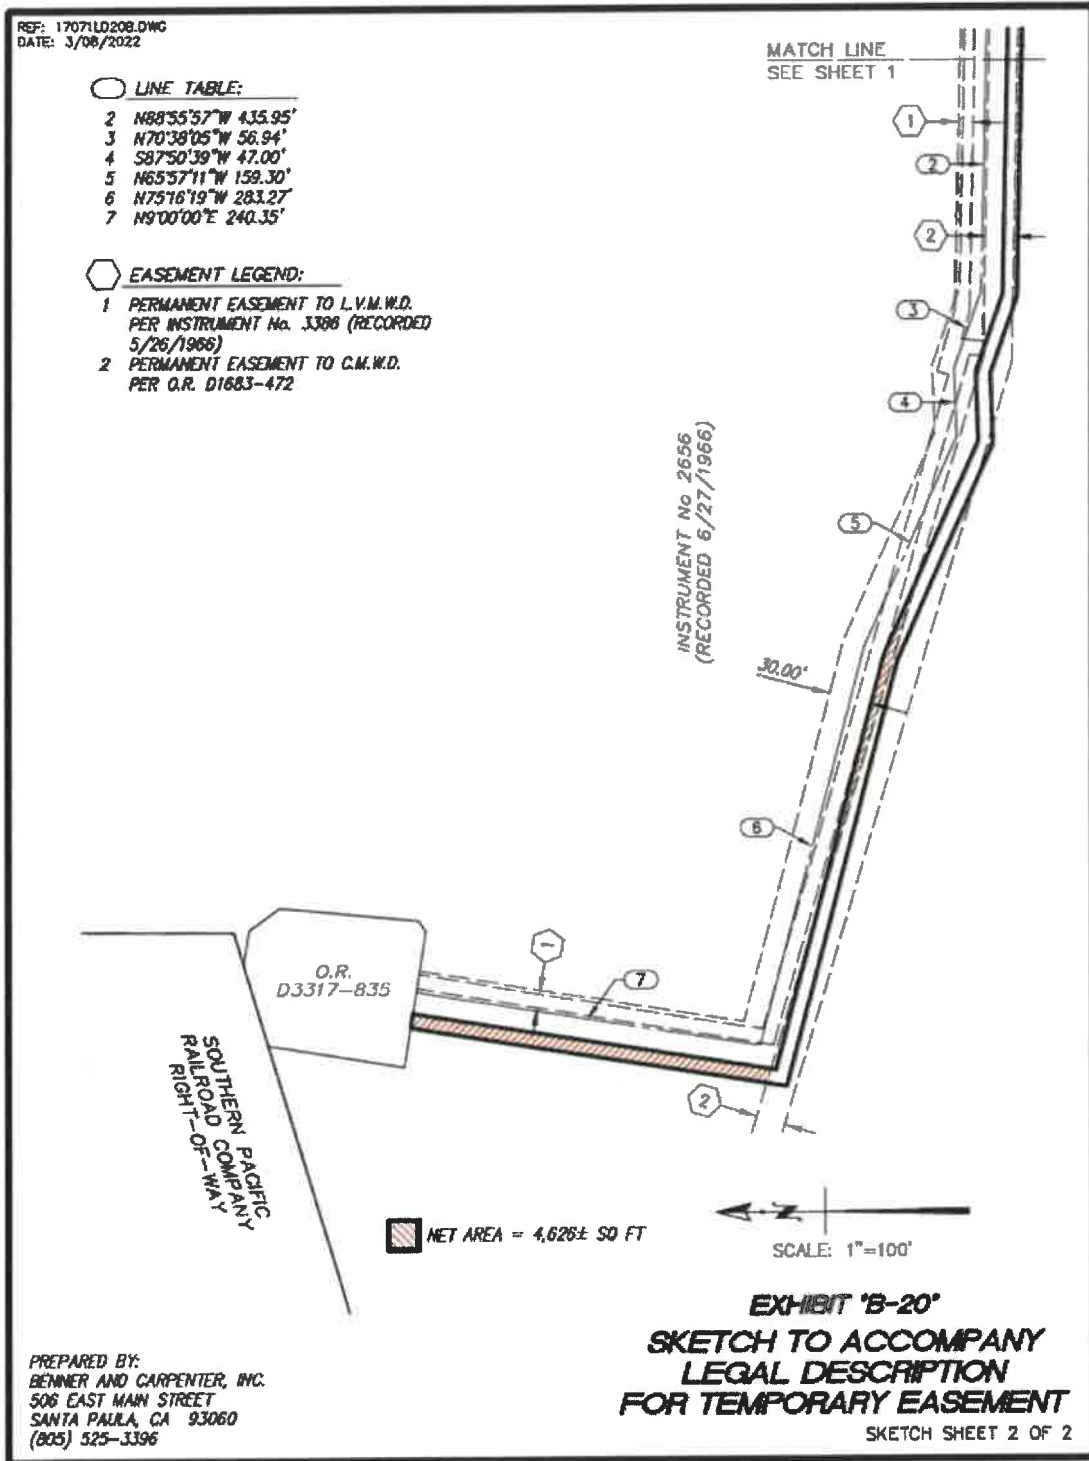 REF: 17071LD20B.DWG
DATE: 3/08/2022
LINE TABLE:
2 N88°55'57"W 435.95'
3 N70°38'05"W 56.94'
4 S87°50'39"W 47.00'
5 N65°57'11"W 159.30'
6 N75°16'19"W 283.27'
7 N9°00'00"E 240.35'
EASEMENT LEGEND:
1 PERMANENT EASEMENT TO L.V.M.W.D.
PER INSTRUMENT No. 3386 (RECORDED
5/26/1966)
2 PERMANENT EASEMENT TO C.M.W.D.
PER O.R. D1683-472
MATCH LINE
SEE SHEET 1
1
2
2
3
4
INSTRUMENT No 2656
(RECORDED 6/27/1966)
5
30.00'
6
O.R.
D3317-835
1
7
2
SOUTHERN PACIFIC
RAILROAD COMPANY
RIGHT-OF-WAY
NET AREA = 4,626± SQ FT
N
SCALE: 1"=100'
EXHIBIT "B-20"
SKETCH TO ACCOMPANY
LEGAL DESCRIPTION
FOR TEMPORARY EASEMENT
SKETCH SHEET 2 OF 2
PREPARED BY:
BENNER AND CARPENTER, INC.
506 EAST MAIN STREET
SANTA PAULA, CA 93060
(805) 525-3396